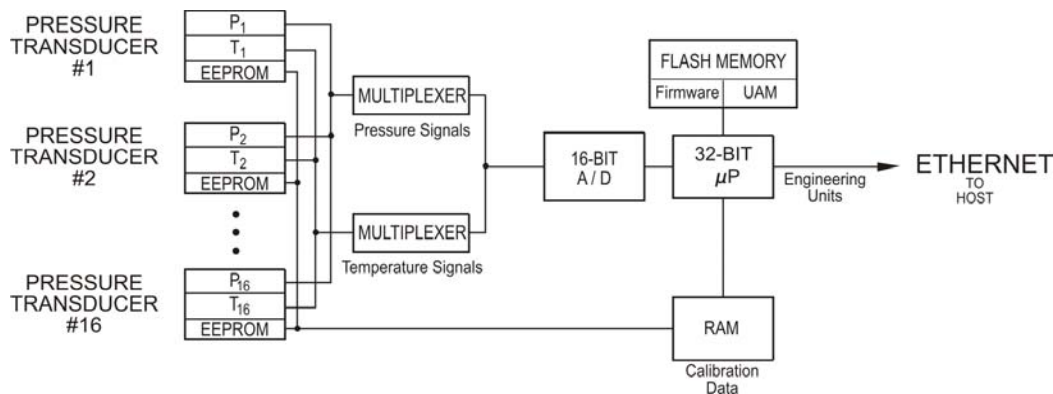 PRESSURE
TRANSDUCER
#1
P1
T1
EEPROM
PRESSURE
TRANSDUCER
#2
P2
T2
EEPROM
PRESSURE
TRANSDUCER
#16
P16
T16
EEPROM
MULTIPLEXER
Pressure Signals
MULTIPLEXER
Temperature Signals
16-BIT
A / D
FLASH MEMORY
Firmware UAM
32-BIT
μP
Engineering
Units
ETHERNET
TO
HOST
RAM
Calibration
Data